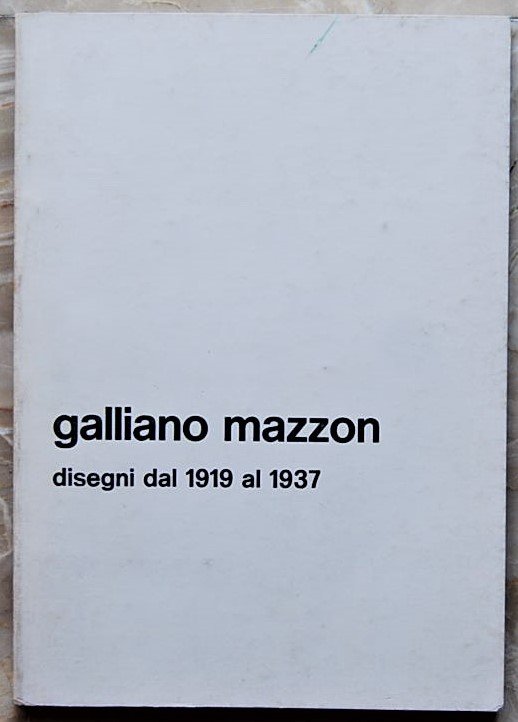 galliano mazzon
disegni dal 1919 al 1937